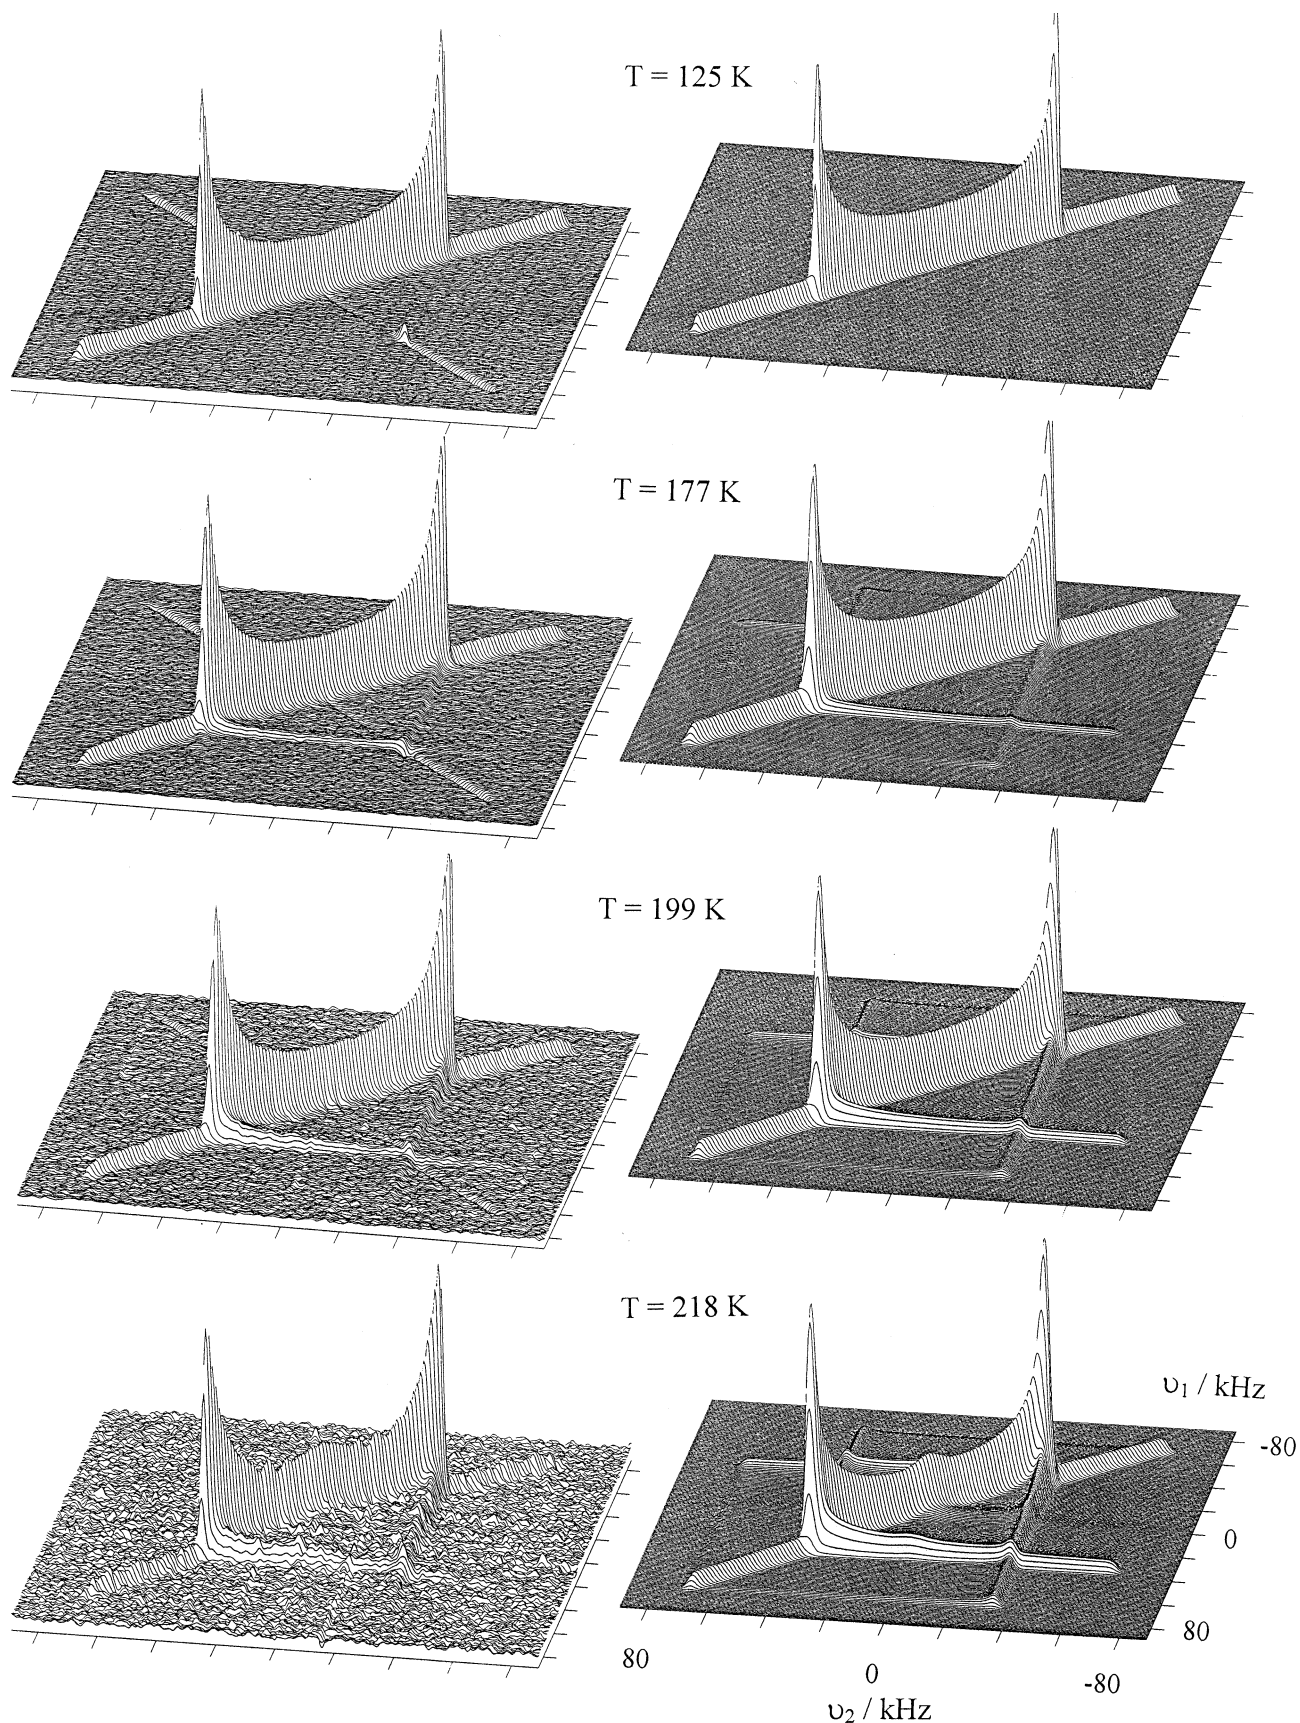 T = 125 K
T = 177 K
T = 199 K
T = 218 K
υ₁ / kHz
-80
0
80
80
0
-80
υ₂ / kHz